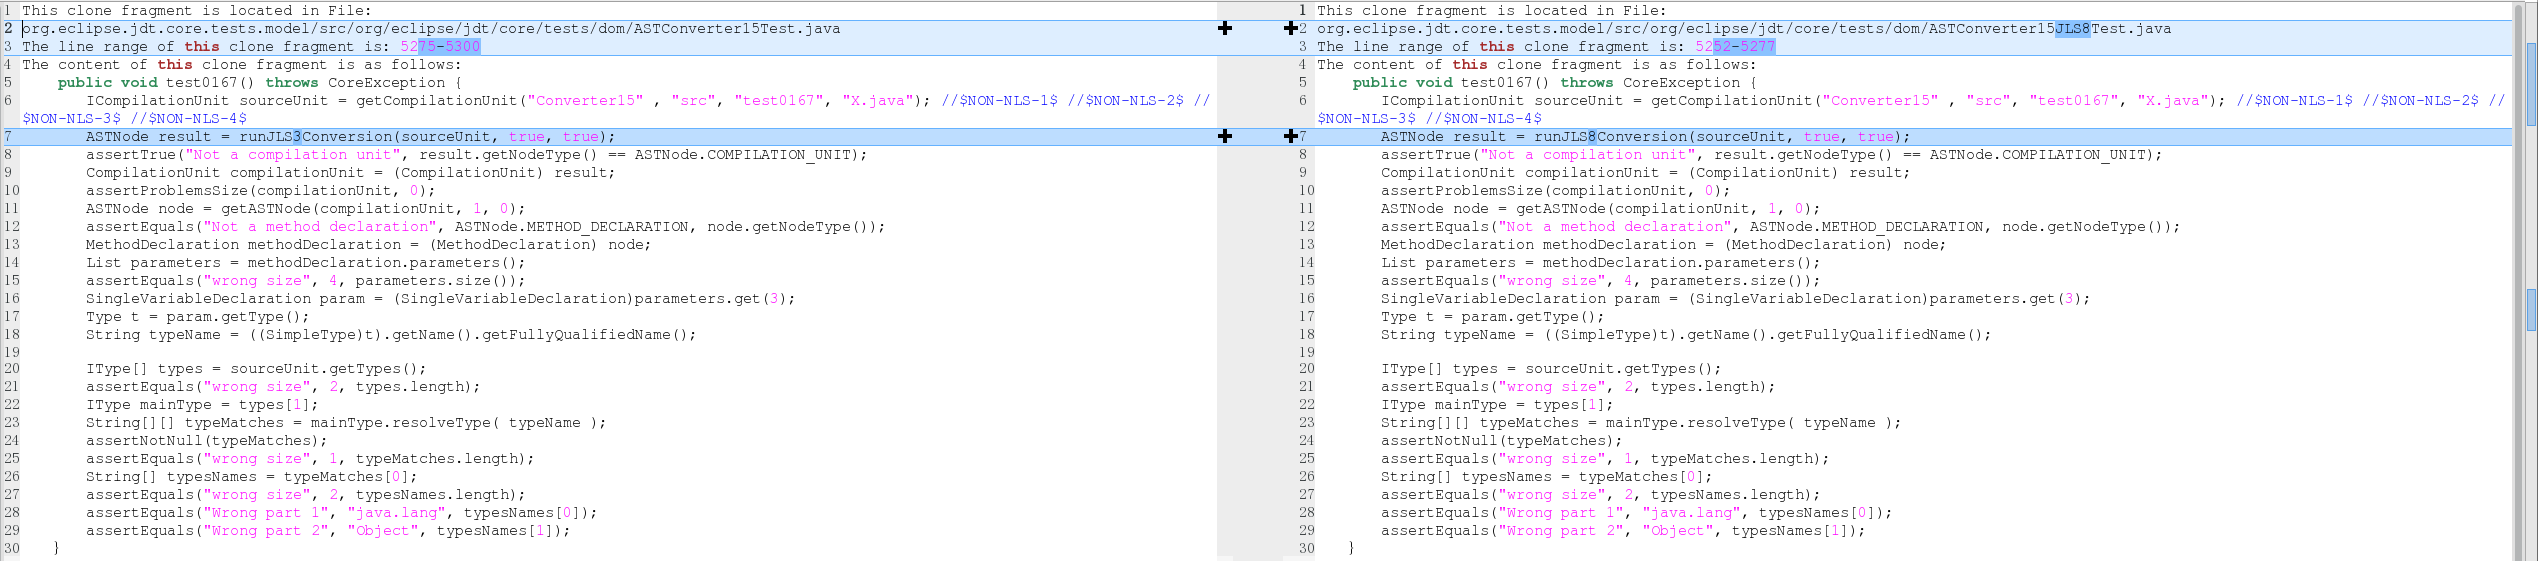 1 This clone fragment is located in File:
2 org.eclipse.jdt.core.tests.model/src/org/eclipse/jdt/core/tests/dom/ASTConverter15Test.java
3 The line range of this clone fragment is: 5275-5300
4 The content of this clone fragment is as follows:
5 public void test0167() throws CoreException {
6 ICompilationUnit sourceUnit = getCompilationUnit("Converter15" , "src", "test0167", "X.java"); //$NON-NLS-1$ //$NON-NLS-2$ //
$NON-NLS-3$ //$NON-NLS-4$
7 ASTNode result = runJLS3Conversion(sourceUnit, true, true);
8 assertTrue("Not a compilation unit", result.getNodeType() == ASTNode.COMPILATION_UNIT);
9 CompilationUnit compilationUnit = (CompilationUnit) result;
10 assertProblemsSize(compilationUnit, 0);
11 ASTNode node = getASTNode(compilationUnit, 1, 0);
12 assertEquals("Not a method declaration", ASTNode.METHOD_DECLARATION, node.getNodeType());
13 MethodDeclaration methodDeclaration = (MethodDeclaration) node;
14 List parameters = methodDeclaration.parameters();
15 assertEquals("wrong size", 4, parameters.size());
16 SingleVariableDeclaration param = (SingleVariableDeclaration)parameters.get(3);
17 Type t = param.getType();
18 String typeName = ((SimpleType)t).getName().getFullyQualifiedName();
19
20 IType[] types = sourceUnit.getTypes();
21 assertEquals("wrong size", 2, types.length);
22 IType mainType = types[1];
23 String[][] typeMatches = mainType.resolveType( typeName );
24 assertNotNull(typeMatches);
25 assertEquals("wrong size", 1, typeMatches.length);
26 String[] typesNames = typeMatches[0];
27 assertEquals("wrong size", 2, typesNames.length);
28 assertEquals("Wrong part 1", "java.lang", typesNames[0]);
29 assertEquals("Wrong part 2", "Object", typesNames[1]);
30 }
1 This clone fragment is located in File:
2 org.eclipse.jdt.core.tests.model/src/org/eclipse/jdt/core/tests/dom/ASTConverter15JLS8Test.java
3 The line range of this clone fragment is: 5252-5277
4 The content of this clone fragment is as follows:
5 public void test0167() throws CoreException {
6 ICompilationUnit sourceUnit = getCompilationUnit("Converter15" , "src", "test0167", "X.java"); //$NON-NLS-1$ //$NON-NLS-2$ //
$NON-NLS-3$ //$NON-NLS-4$
7 ASTNode result = runJLS8Conversion(sourceUnit, true, true);
8 assertTrue("Not a compilation unit", result.getNodeType() == ASTNode.COMPILATION_UNIT);
9 CompilationUnit compilationUnit = (CompilationUnit) result;
10 assertProblemsSize(compilationUnit, 0);
11 ASTNode node = getASTNode(compilationUnit, 1, 0);
12 assertEquals("Not a method declaration", ASTNode.METHOD_DECLARATION, node.getNodeType());
13 MethodDeclaration methodDeclaration = (MethodDeclaration) node;
14 List parameters = methodDeclaration.parameters();
15 assertEquals("wrong size", 4, parameters.size());
16 SingleVariableDeclaration param = (SingleVariableDeclaration)parameters.get(3);
17 Type t = param.getType();
18 String typeName = ((SimpleType)t).getName().getFullyQualifiedName();
19
20 IType[] types = sourceUnit.getTypes();
21 assertEquals("wrong size", 2, types.length);
22 IType mainType = types[1];
23 String[][] typeMatches = mainType.resolveType( typeName );
24 assertNotNull(typeMatches);
25 assertEquals("wrong size", 1, typeMatches.length);
26 String[] typesNames = typeMatches[0];
27 assertEquals("wrong size", 2, typesNames.length);
28 assertEquals("Wrong part 1", "java.lang", typesNames[0]);
29 assertEquals("Wrong part 2", "Object", typesNames[1]);
30 }